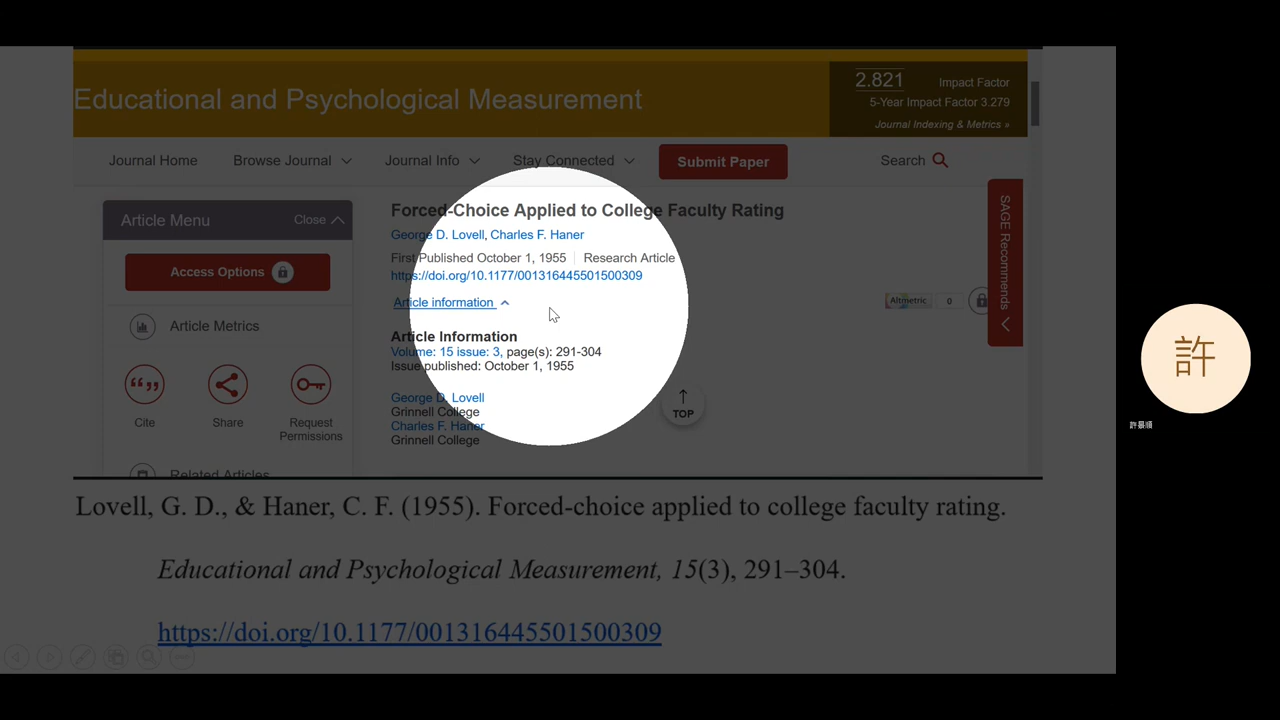 Educational and Psychological Measurement
2.821 Impact Factor
5-Year Impact Factor 3.279
Journal Indexing & Metrics »
Journal Home Browse Journal Journal Info Stay Connected Submit Paper Search
Article Menu Close
Access Options
Article Metrics
Cite Share Request Permissions
Related Articles
Forced-Choice Applied to College Faculty Rating
George D. Lovell, Charles F. Haner
First Published October 1, 1955 Research Article
https://doi.org/10.1177/001316445501500309
Article information
Altmetric 0
Article Information
Volume: 15 issue: 3, page(s): 291-304
Issue published: October 1, 1955
George D. Lovell
Grinnell College
Charles F. Haner
Grinnell College
TOP
SAGE Recommends
Lovell, G. D., & Haner, C. F. (1955). Forced-choice applied to college faculty rating.
Educational and Psychological Measurement, 15(3), 291–304.
https://doi.org/10.1177/001316445501500309
許
許景順